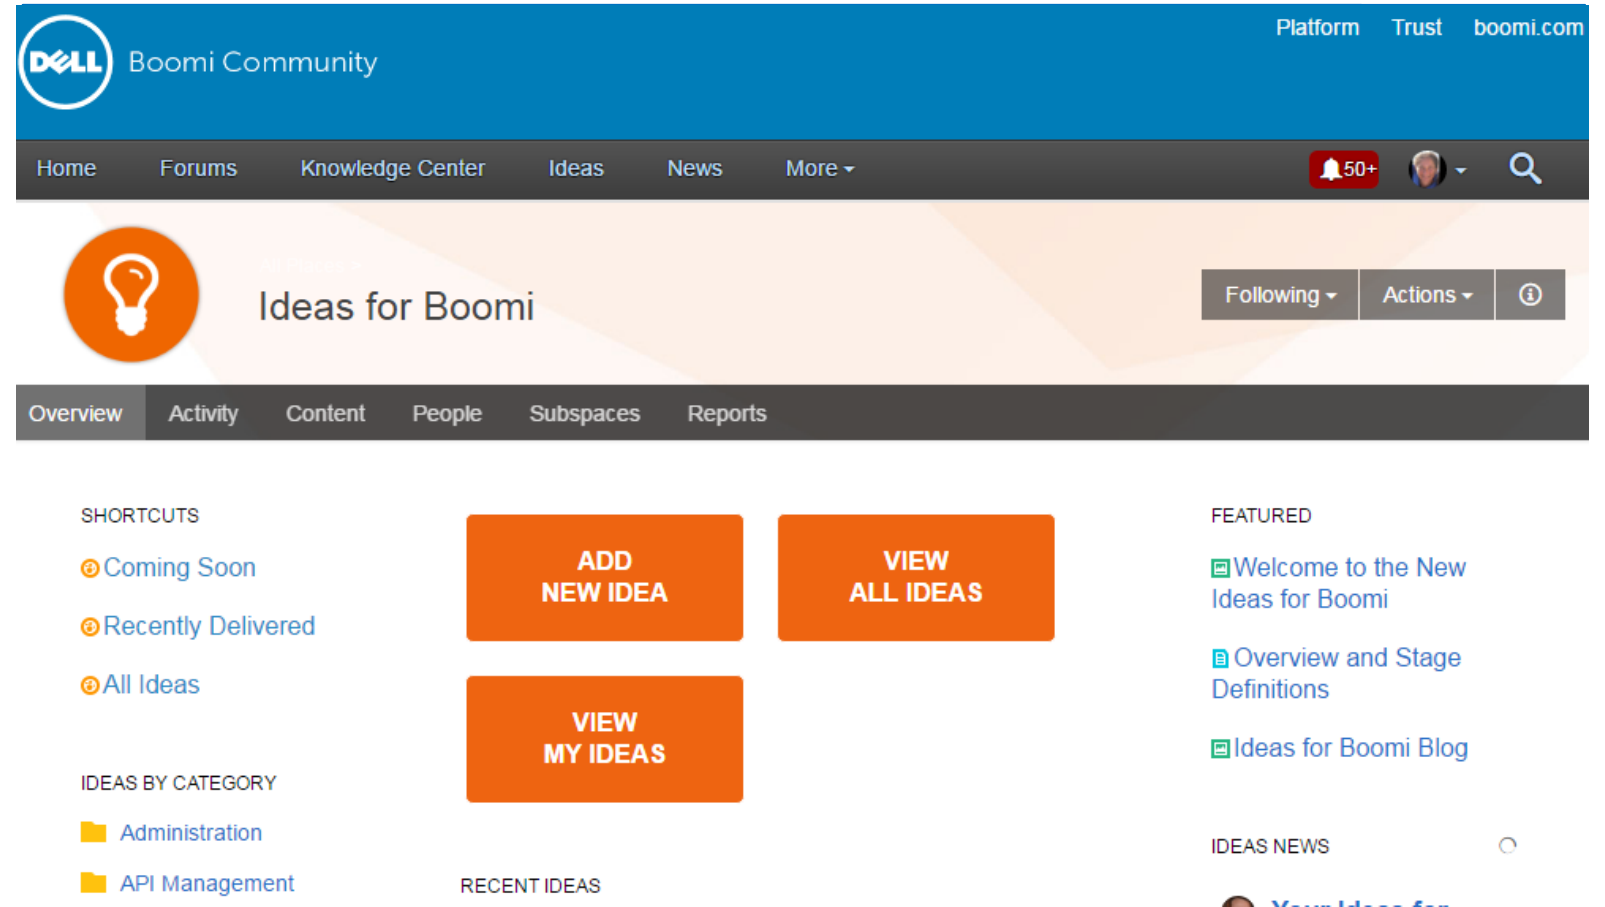 Platform Trust boomi.com
DELL Boomi Community
Home Forums Knowledge Center Ideas News More 50+
Ideas for Boomi
Following Actions
Overview Activity Content People Subspaces Reports
SHORTCUTS
Coming Soon
Recently Delivered
All Ideas
IDEAS BY CATEGORY
Administration
API Management
ADD
NEW IDEA
VIEW
ALL IDEAS
VIEW
MY IDEAS
RECENT IDEAS
FEATURED
Welcome to the New
Ideas for Boomi
Overview and Stage
Definitions
Ideas for Boomi Blog
IDEAS NEWS
Your Ideas for